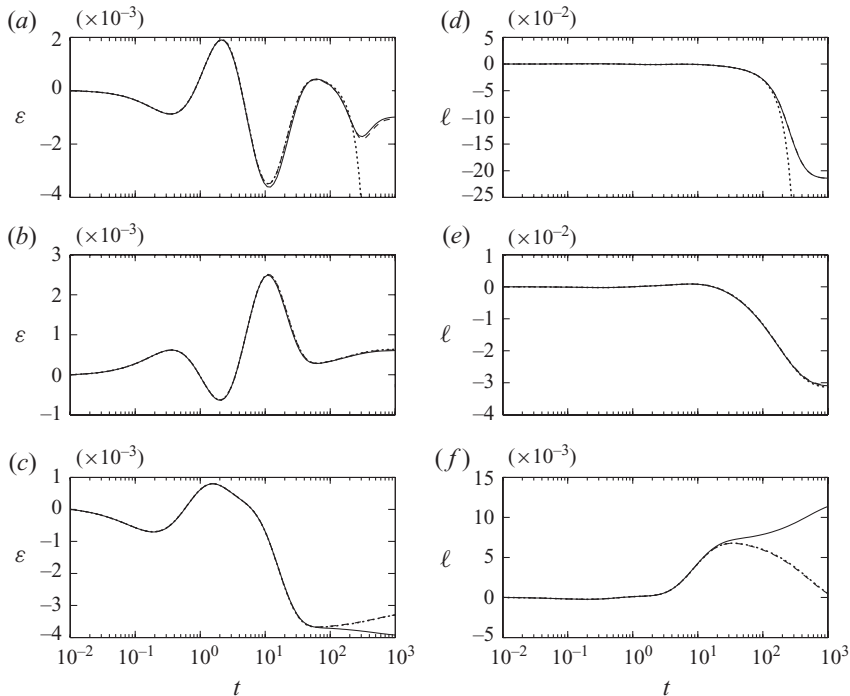 (a) (×10⁻³)
2
0
−2
−4
ε
(b) (×10⁻³)
3
2
1
0
−1
ε
(c) (×10⁻³)
1
0
−1
−2
−3
−4
ε
10⁻² 10⁻¹ 10⁰ 10¹ 10² 10³
t
(d) (×10⁻²)
5
0
−5
−10
−15
−20
−25
ℓ
(e) (×10⁻²)
1
0
−1
−2
−3
−4
ℓ
(f) (×10⁻³)
15
10
5
0
−5
ℓ
10⁻² 10⁻¹ 10⁰ 10¹ 10² 10³
t